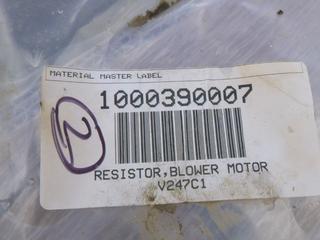 MATERIAL MASTER LABEL
1000390007
2
RESISTOR,BLOWER MOTOR
V247C1